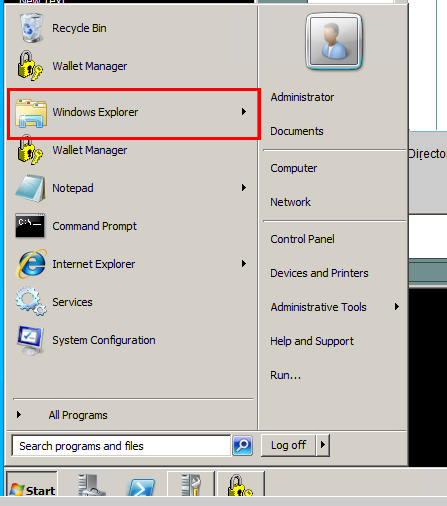 New Text
Recycle Bin
Wallet Manager
Windows Explorer
Wallet Manager
Notepad
C:\.
Command Prompt
Internet Explorer
Services
System Configuration
All Programs
Search programs and files
Administrator
Documents
Computer
Network
Control Panel
Devices and Printers
Administrative Tools
Help and Support
Run...
Log off
Directo
Start